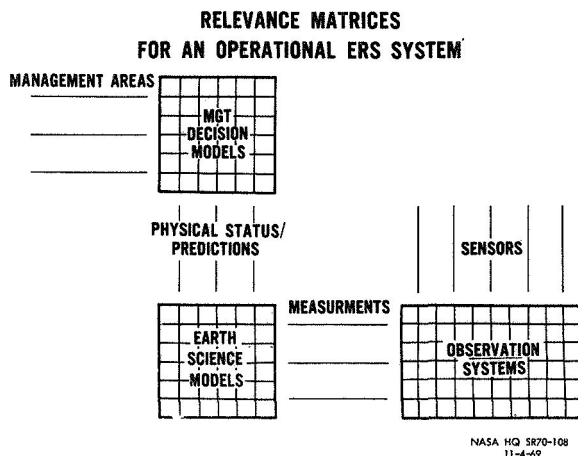 RELEVANCE MATRICES
FOR AN OPERATIONAL ERS SYSTEM
MANAGEMENT AREAS
MGT
DECISION
MODELS
PHYSICAL STATUS/
PREDICTIONS
SENSORS
MEASURMENTS
EARTH
SCIENCE
MODELS
OBSERVATION
SYSTEMS
NASA HQ SR70-108
11-4-69